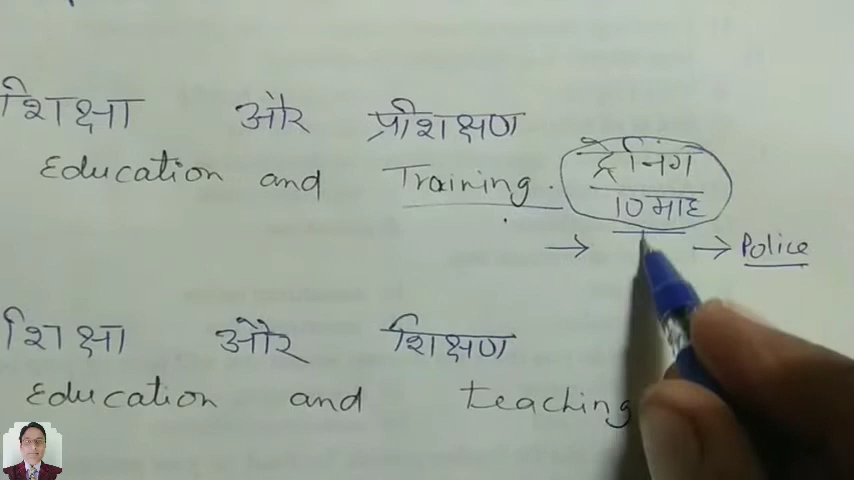 शिक्षा और प्रशिक्षण
Education and Training.
ट्रेनिंग
10 माह
→ → Police
शिक्षा और शिक्षण
Education and teaching